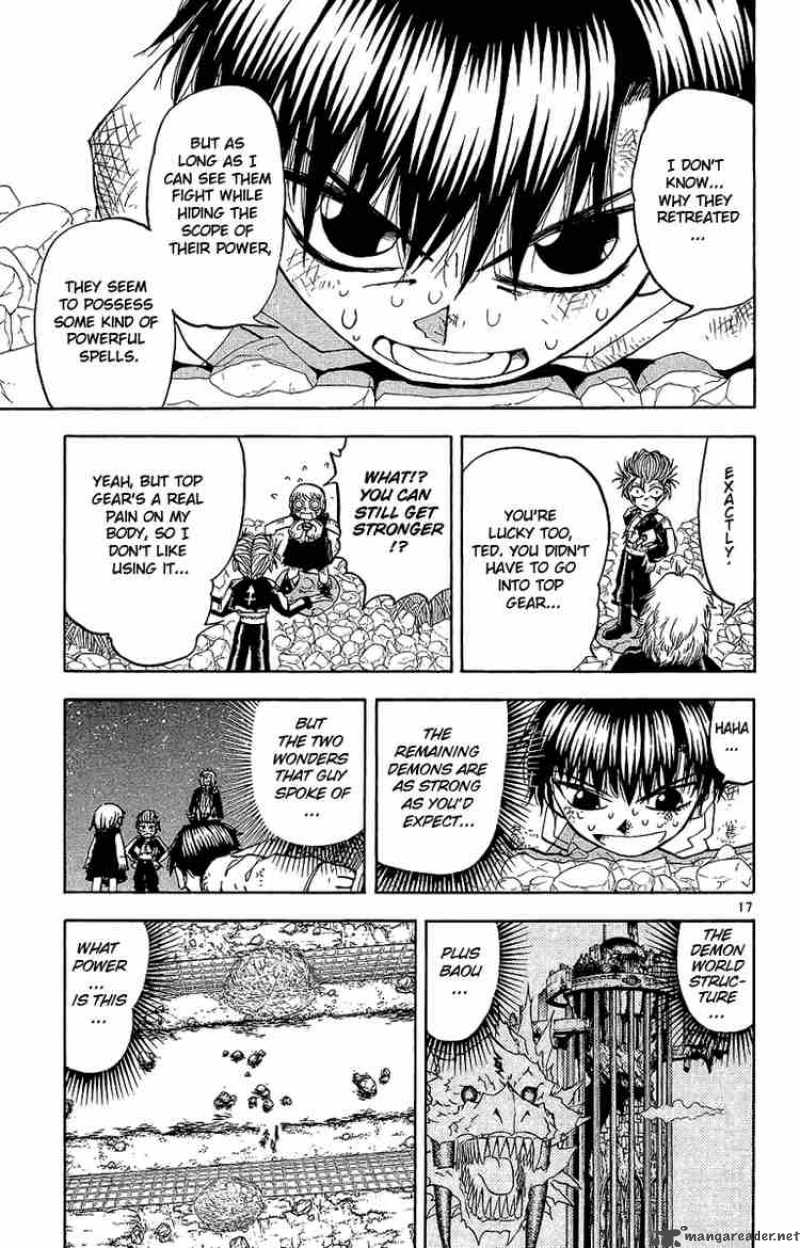 I DON'T
KNOW...
WHY THEY
RETREATED
...
BUT AS
LONG AS I
CAN SEE THEM
FIGHT WHILE
HIDING THE
SCOPE OF
THEIR POWER,
THEY SEEM
TO POSSESS
SOME KIND OF
POWERFUL
SPELLS.
EXACTLY.
YOU'RE
LUCKY TOO,
TED. YOU DIDN'T
HAVE TO GO
INTO TOP
GEAR...
WHAT!?
YOU CAN
STILL GET
STRONGER
!?
YEAH, BUT TOP
GEAR'S A REAL
PAIN ON MY
BODY, SO I
DON'T LIKE
USING IT...
HAHA
...
THE
REMAINING
DEMONS ARE
AS STRONG
AS YOU'D
EXPECT...
BUT
THE TWO
WONDERS
THAT GUY
SPOKE OF
...
17
THE
DEMON
WORLD
STRUC-
TURE
...
PLUS
BAOU
...
WHAT
POWER
...
IS THIS
...
mangareader.net